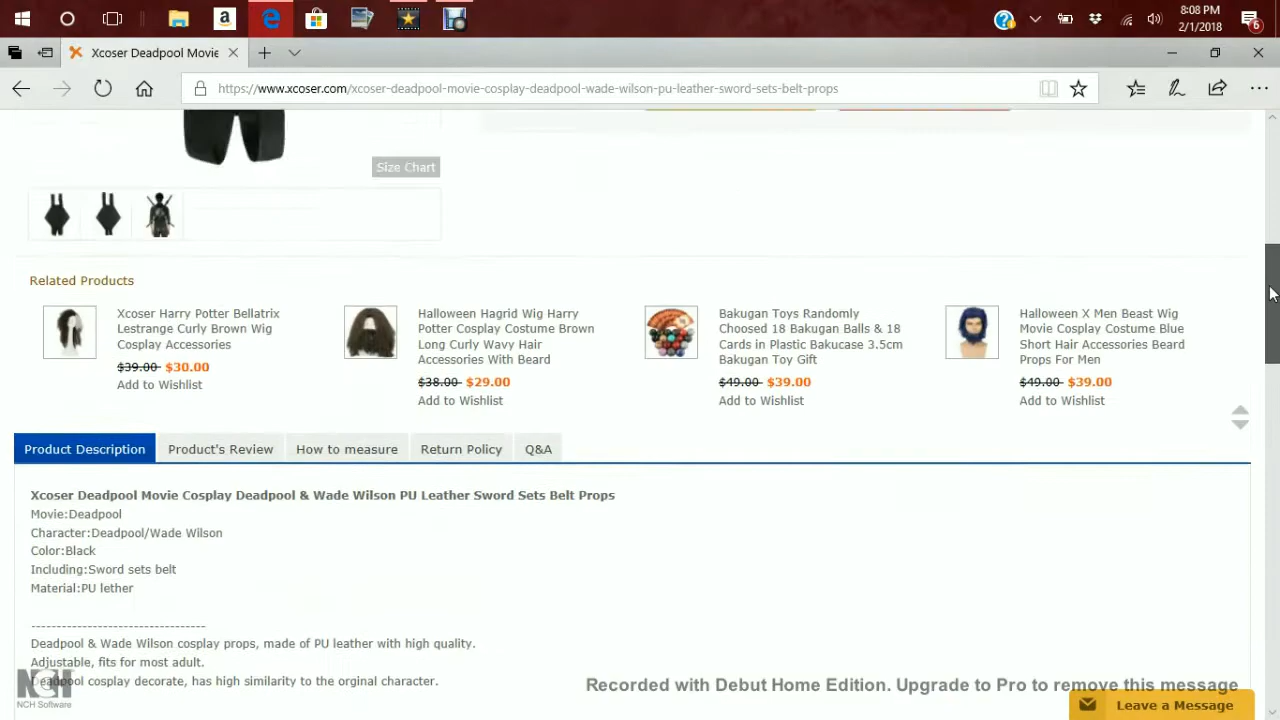 8:08 PM
2/1/2018
6
Xcoser Deadpool Movie
https://www.xcoser.com/xcoser-deadpool-movie-cosplay-deadpool-wade-wilson-pu-leather-sword-sets-belt-props
Size Chart
Related Products
Xcoser Harry Potter Bellatrix
Lestrange Curly Brown Wig
Cosplay Accessories
$39.00 $30.00
Add to Wishlist
Halloween Hagrid Wig Harry
Potter Cosplay Costume Brown
Long Curly Wavy Hair
Accessories With Beard
$38.00 $29.00
Add to Wishlist
Bakugan Toys Randomly
Choosed 18 Bakugan Balls & 18
Cards in Plastic Bakucase 3.5cm
Bakugan Toy Gift
$49.00 $39.00
Add to Wishlist
Halloween X Men Beast Wig
Movie Cosplay Costume Blue
Short Hair Accessories Beard
Props For Men
$49.00 $39.00
Add to Wishlist
Product Description Product's Review How to measure Return Policy Q&A
Xcoser Deadpool Movie Cosplay Deadpool & Wade Wilson PU Leather Sword Sets Belt Props
Movie:Deadpool
Character:Deadpool/Wade Wilson
Color:Black
Including:Sword sets belt
Material:PU lether
----------------------------------
Deadpool & Wade Wilson cosplay props, made of PU leather with high quality.
Adjustable, fits for most adult.
Deadpool cosplay decorate, has high similarity to the orginal character.
NCH
NCH Software
Recorded with Debut Home Edition. Upgrade to Pro to remove this message
Leave a Message